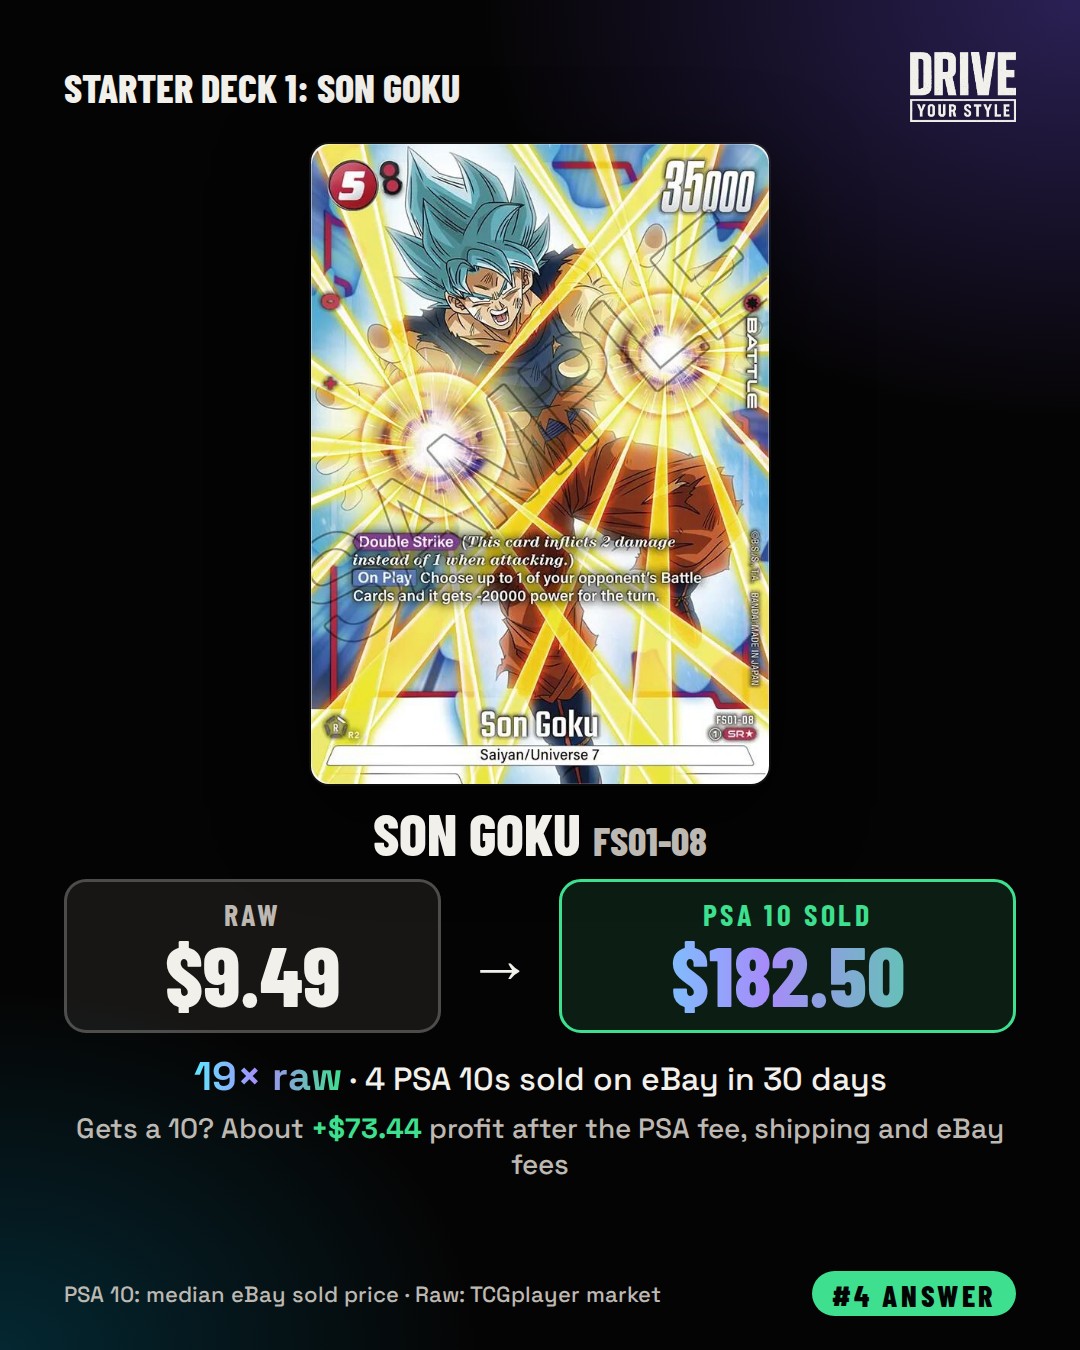 STARTER DECK 1: SON GOKU
DRIVE
YOUR STYLE
5 8
35000
SAMPLE
BATTLE
Double Strike (This card inflicts 2 damage
instead of 1 when attacking.)
On Play Choose up to 1 of your opponent's Battle
Cards and it gets -20000 power for the turn.
BANDAI MADE IN JAPAN
R R2
Son Goku
FS01-08
1 SR★
Saiyan/Universe 7
SON GOKU FS01-08
RAW
$9.49
→
PSA 10 SOLD
$182.50
19× raw · 4 PSA 10s sold on eBay in 30 days
Gets a 10? About +$73.44 profit after the PSA fee, shipping and eBay
fees
PSA 10: median eBay sold price · Raw: TCGplayer market
#4 ANSWER